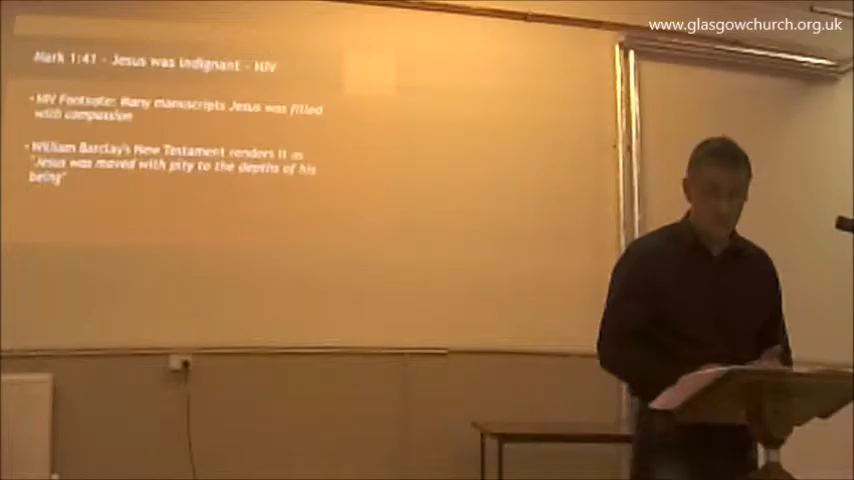 www.glasgowchurch.org.uk
Mark 1:41 - Jesus was indignant - NIV
• NIV Footnote: Many manuscripts Jesus was filled
with compassion
• William Barclay's New Testament renders it as
"Jesus was moved with pity to the depths of his
being"